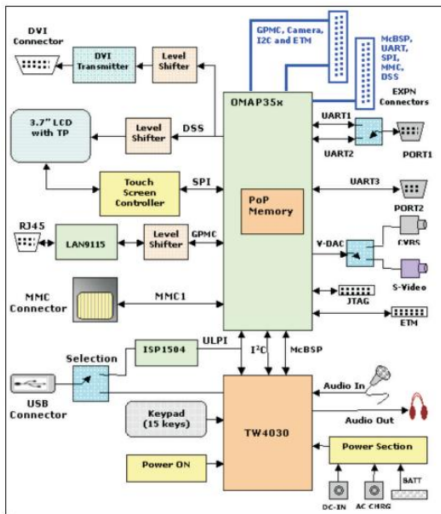 DVI
Connector
DVI
Transmitter
Level
Shifter
GPMC, Camera,
I2C and ETM
McBSP,
UART,
SPI,
MMC,
DSS
EXPN
Connectors
OMAP35x
3.7" LCD
with TP
Level
Shifter
DSS
UART1
UART2
PORT1
Touch
Screen
Controller
SPI
PoP
Memory
UART3
PORT2
RJ45
LAN9115
Level
Shifter
GPMC
V-DAC
CVBS
S-Video
MMC
Connector
MMC1
JTAG
ETM
Selection
ISP1504
ULPI
I²C
McBSP
USB
Connector
Keypad
(15 keys)
TW4030
Audio In
Audio Out
Power ON
Power Section
DC-IN
AC CHRG
BATT